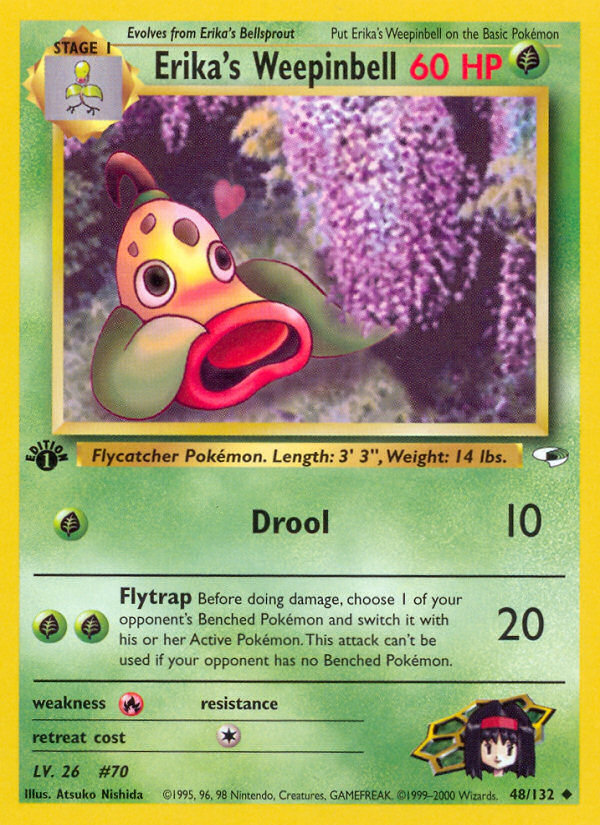 Evolves from Erika's Bellsprout
Put Erika's Weepinbell on the Basic Pokémon
STAGE 1
Erika's Weepinbell 60 HP
EDITION
1
Flycatcher Pokémon. Length: 3' 3", Weight: 14 lbs.
Drool 10
Flytrap Before doing damage, choose 1 of your
opponent's Benched Pokémon and switch it with
his or her Active Pokémon. This attack can't be
used if your opponent has no Benched Pokémon.
20
weakness
resistance
retreat cost
LV. 26 #70
Illus. Atsuko Nishida
©1995, 96, 98 Nintendo, Creatures, GAMEFREAK. ©1999–2000 Wizards.
48/132